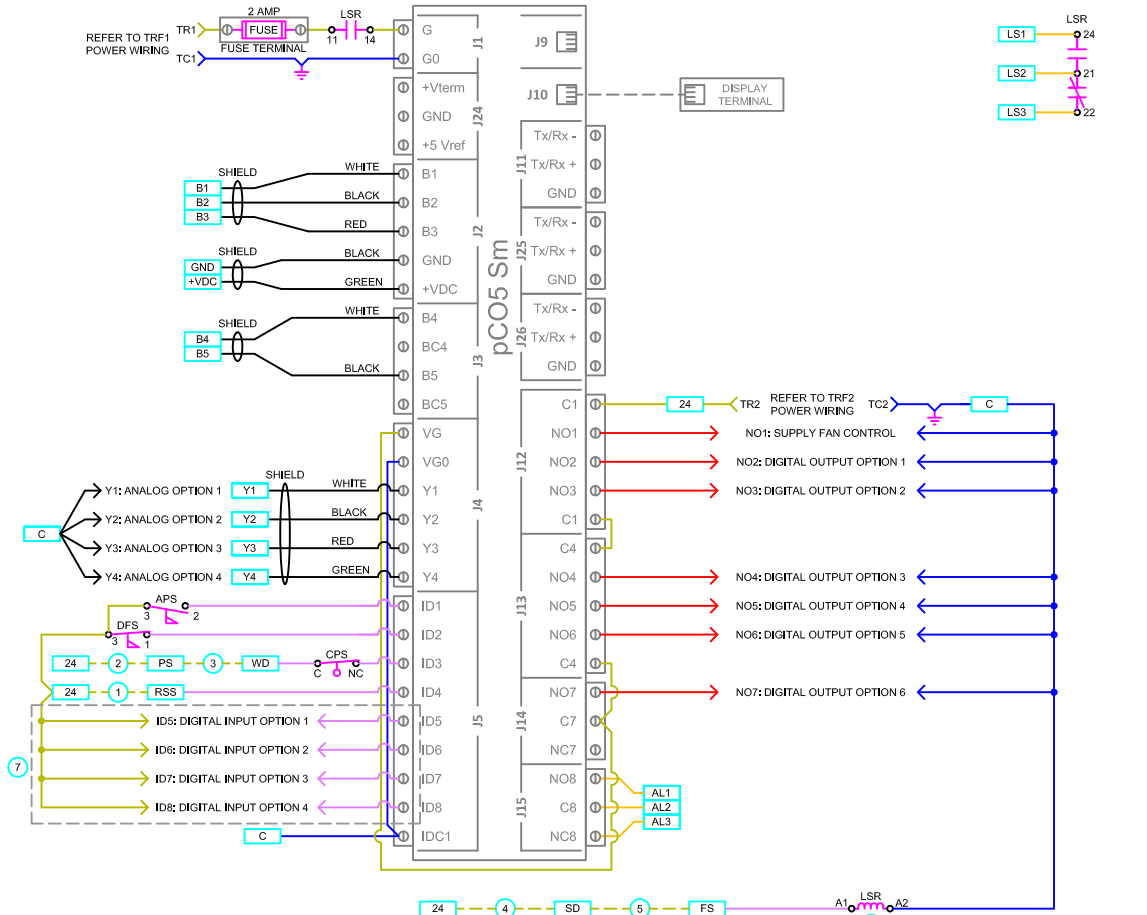 2 AMP
LSR
TR1
FUSE
11
14
G
REFER TO TRF1
POWER WIRING
FUSE TERMINAL
TC1
G0
J1
+Vterm
GND
+5 Vref
J24
SHIELD
WHITE
B1
B1
B2
BLACK
B2
B3
RED
B3
J2
SHIELD
BLACK
GND
GND
+VDC
GREEN
+VDC
SHIELD
WHITE
B4
B4
BC4
J3
B5
BLACK
B5
BC5
VG
VG0
SHIELD
Y1: ANALOG OPTION 1
Y1
WHITE
Y1
J4
Y2: ANALOG OPTION 2
Y2
BLACK
Y2
C
Y3: ANALOG OPTION 3
Y3
RED
Y3
Y4: ANALOG OPTION 4
Y4
GREEN
Y4
APS
3
2
ID1
DFS
3
1
ID2
24
2
PS
3
WD
CPS
C
NC
ID3
24
1
RSS
ID4
J5
ID5: DIGITAL INPUT OPTION 1
ID5
ID6: DIGITAL INPUT OPTION 2
ID6
7
ID7: DIGITAL INPUT OPTION 3
ID7
ID8: DIGITAL INPUT OPTION 4
ID8
C
IDC1
pCO5 Sm
J9
J10
DISPLAY
TERMINAL
J11
Tx/Rx -
Tx/Rx +
GND
J25
Tx/Rx -
Tx/Rx +
GND
J26
Tx/Rx -
Tx/Rx +
GND
J12
C1
24
TR2
REFER TO TRF2
POWER WIRING
TC2
C
NO1
NO1: SUPPLY FAN CONTROL
NO2
NO2: DIGITAL OUTPUT OPTION 1
NO3
NO3: DIGITAL OUTPUT OPTION 2
C1
J13
C4
NO4
NO4: DIGITAL OUTPUT OPTION 3
NO5
NO5: DIGITAL OUTPUT OPTION 4
NO6
NO6: DIGITAL OUTPUT OPTION 5
C4
J14
NO7
NO7: DIGITAL OUTPUT OPTION 6
C7
NC7
J15
NO8
AL1
C8
AL2
NC8
AL3
LSR
LS1
24
LS2
21
LS3
22
24
4
SD
5
FS
A1
LSR
A2